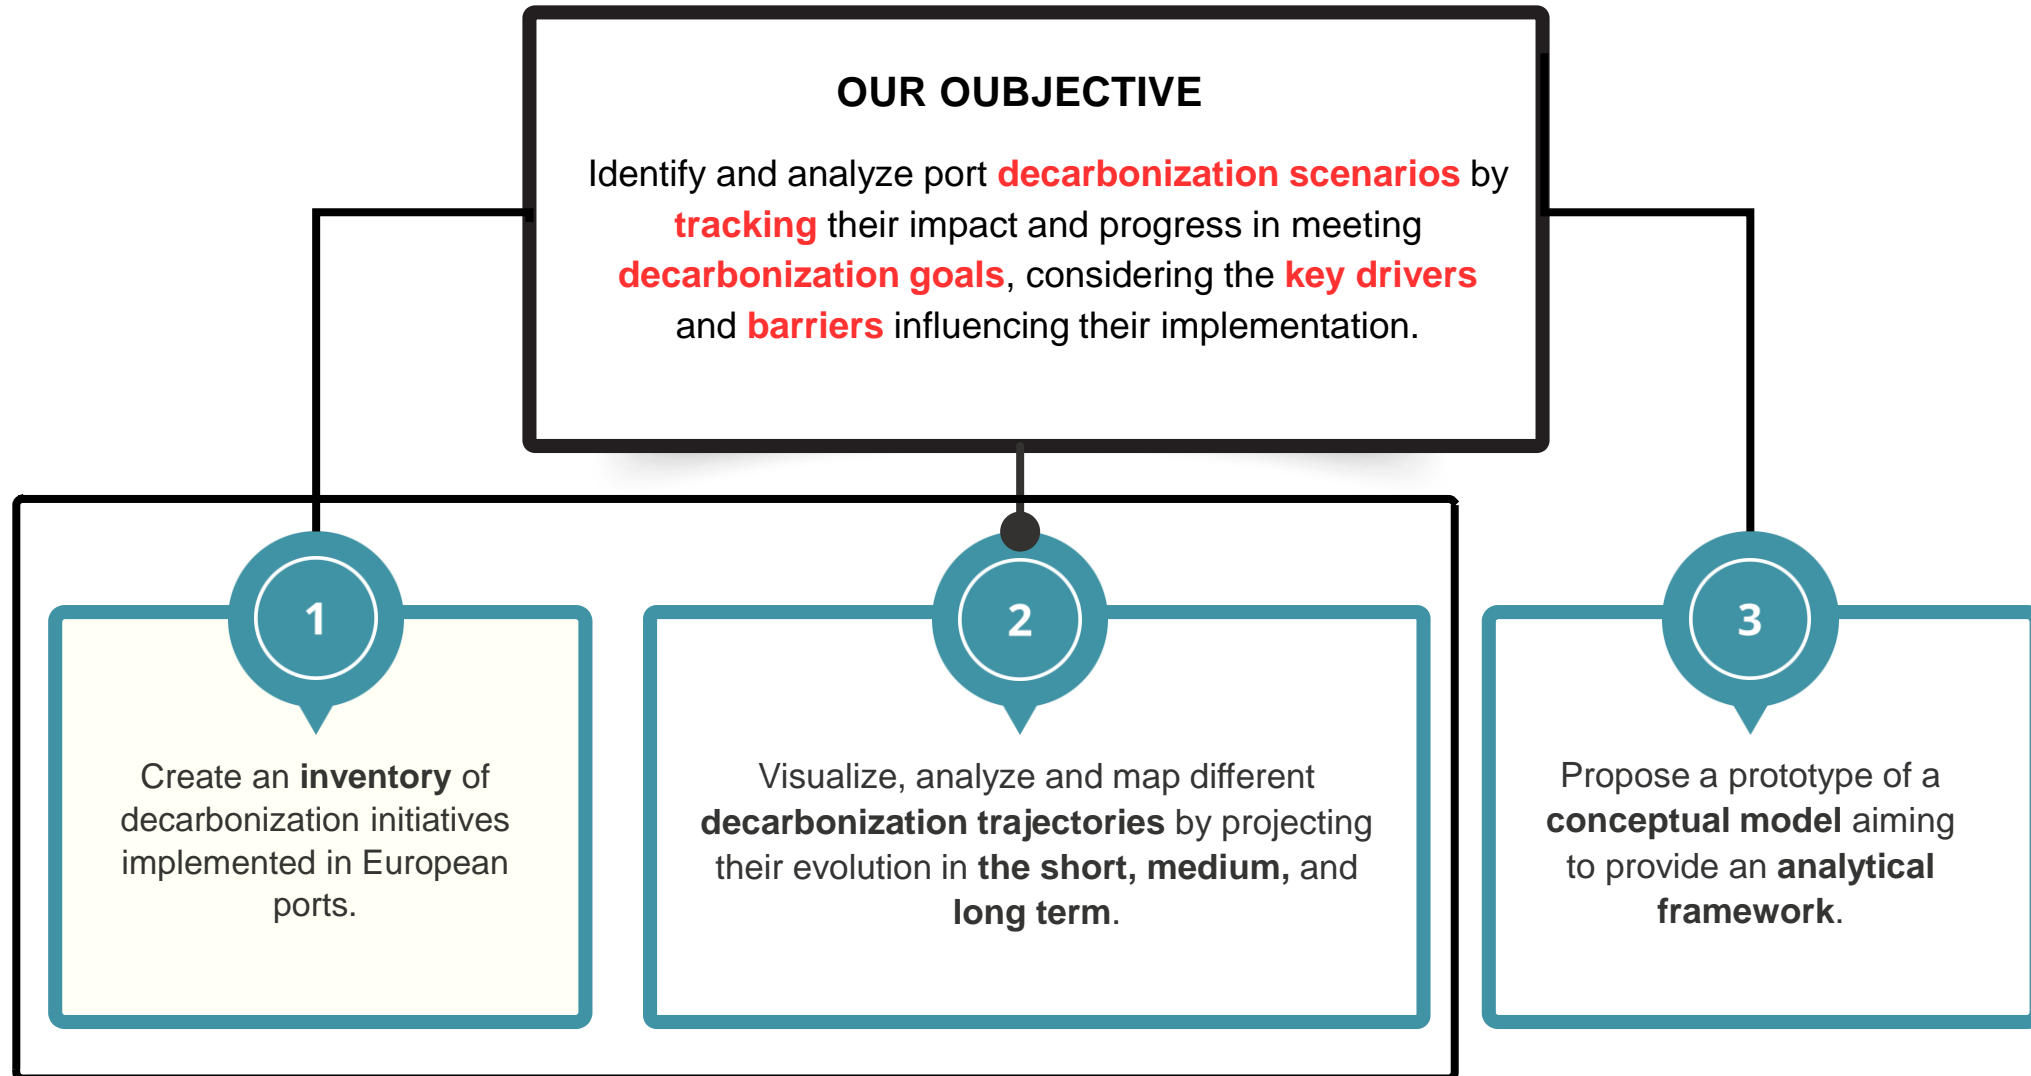 OUR OUBJECTIVE
Identify and analyze port decarbonization scenarios by
tracking their impact and progress in meeting
decarbonization goals, considering the key drivers
and barriers influencing their implementation.
1
Create an inventory of
decarbonization initiatives
implemented in European
ports.
2
Visualize, analyze and map different
decarbonization trajectories by projecting
their evolution in the short, medium, and
long term.
3
Propose a prototype of a
conceptual model aiming
to provide an analytical
framework.